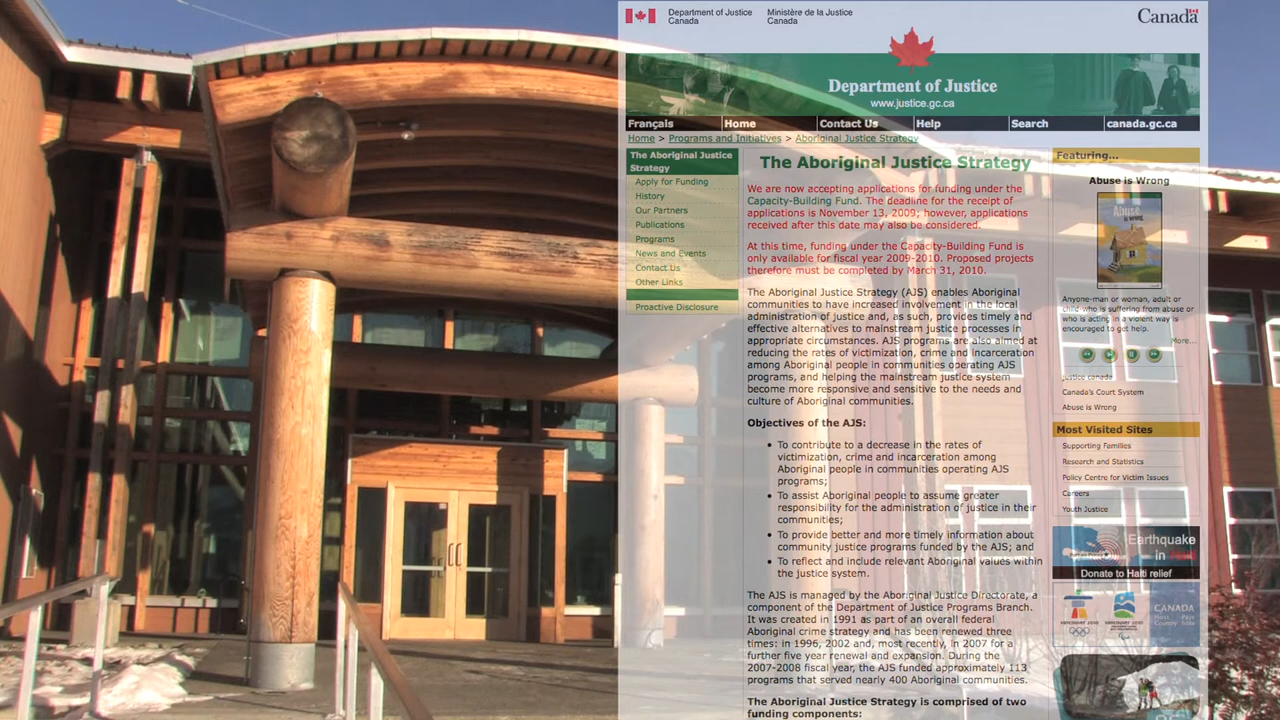 Department of Justice
Canada
Ministère de la Justice
Canada
Canada
Department of Justice
www.justice.gc.ca
Français
Home
Contact Us
Help
Search
canada.gc.ca
Home > Programs and Initiatives > Aboriginal Justice Strategy
The Aboriginal Justice
Strategy
Apply for Funding
History
Our Partners
Publications
Programs
News and Events
Contact Us
Other Links
Proactive Disclosure
The Aboriginal Justice Strategy
We are now accepting applications for funding under the
Capacity-Building Fund. The deadline for the receipt of
applications is November 13, 2009; however, applications
received after this date may also be considered.
At this time, funding under the Capacity-Building Fund is
only available for fiscal year 2009-2010. Proposed projects
therefore must be completed by March 31, 2010.
The Aboriginal Justice Strategy (AJS) enables Aboriginal
communities to have increased involvement in the local
administration of justice and, as such, provides timely and
effective alternatives to mainstream justice processes in
appropriate circumstances. AJS programs are also aimed at
reducing the rates of victimization, crime and incarceration
among Aboriginal people in communities operating AJS
programs, and helping the mainstream justice system
become more responsive and sensitive to the needs and
culture of Aboriginal communities.
Objectives of the AJS:
• To contribute to a decrease in the rates of
victimization, crime and incarceration among
Aboriginal people in communities operating AJS
programs;
• To assist Aboriginal people to assume greater
responsibility for the administration of justice in their
communities;
• To provide better and more timely information about
community justice programs funded by the AJS; and
• To reflect and include relevant Aboriginal values within
the justice system.
The AJS is managed by the Aboriginal Justice Directorate, a
component of the Department of Justice Programs Branch.
It was created in 1991 as part of an overall federal
Aboriginal crime strategy and has been renewed three
times: in 1996, 2002 and, most recently, in 2007 for a
further five year renewal and expansion. During the
2007-2008 fiscal year, the AJS funded approximately 113
programs that served nearly 400 Aboriginal communities.
The Aboriginal Justice Strategy is comprised of two
funding components:
Featuring...
Abuse is Wrong
Abuse
is wrong
Anyone-man or woman, adult or
child-who is suffering from abuse or
who is acting in a violent way is
encouraged to get help.
More...
justice canada
Canada's Court System
Abuse is Wrong
Most Visited Sites
Supporting Families
Research and Statistics
Policy Centre for Victim Issues
Careers
Youth Justice
Earthquake
in Haiti
Donate to Haiti relief
vancouver 2010
vancouver 2010
CANADA
Host Pays
Country hôte